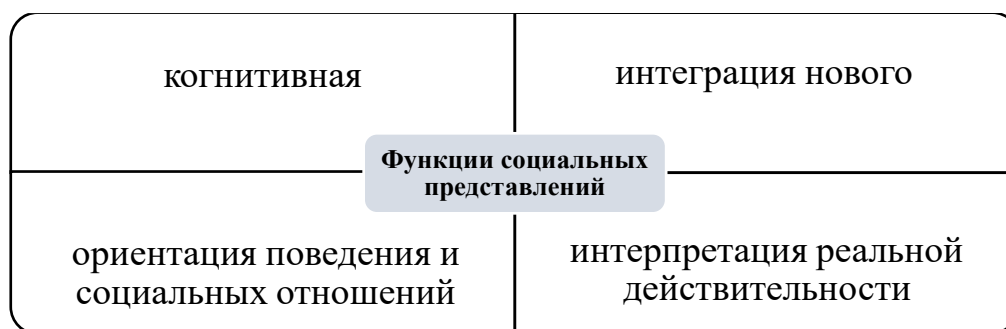 когнитивная
интеграция нового
Функции социальных
представлений
ориентация поведения и
социальных отношений
интерпретация реальной
действительности